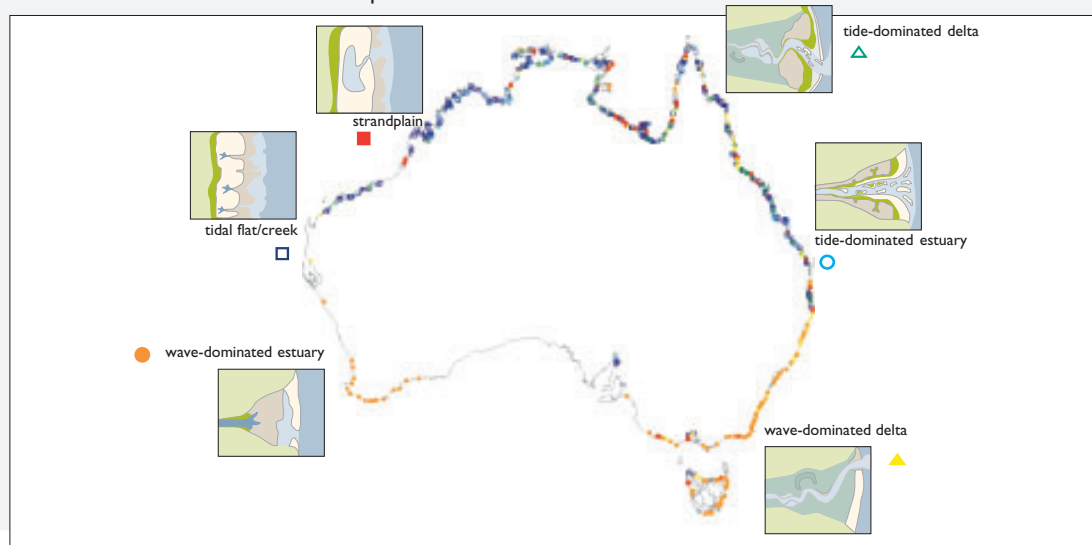 tide-dominated delta
strandplain
tidal flat/creek
tide-dominated estuary
wave-dominated estuary
wave-dominated delta